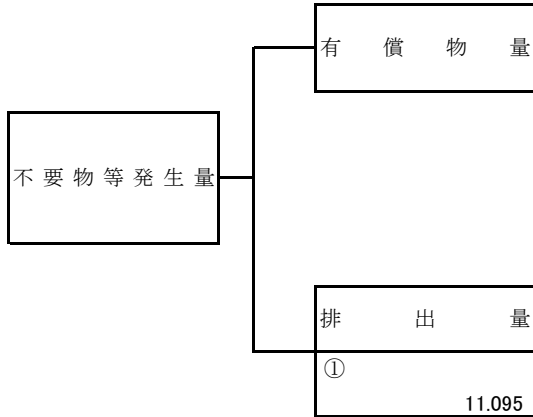 有償物量
不要物等発生量
排出量
①
11.095